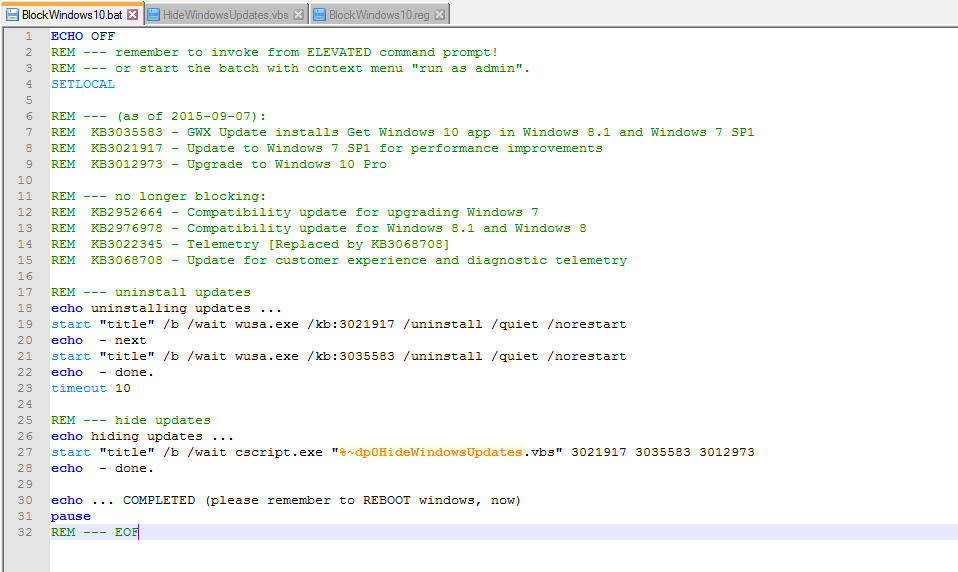 BlockWindows10.bat HideWindowsUpdates.vbs BlockWindows10.reg
1 ECHO OFF
2 REM --- remember to invoke from ELEVATED command prompt!
3 REM --- or start the batch with context menu "run as admin".
4 SETLOCAL
5
6 REM --- (as of 2015-09-07):
7 REM  KB3035583 - GWX Update installs Get Windows 10 app in Windows 8.1 and Windows 7 SP1
8 REM  KB3021917 - Update to Windows 7 SP1 for performance improvements
9 REM  KB3012973 - Upgrade to Windows 10 Pro
10
11 REM --- no longer blocking:
12 REM  KB2952664 - Compatibility update for upgrading Windows 7
13 REM  KB2976978 - Compatibility update for Windows 8.1 and Windows 8
14 REM  KB3022345 - Telemetry [Replaced by KB3068708]
15 REM  KB3068708 - Update for customer experience and diagnostic telemetry
16
17 REM --- uninstall updates
18 echo uninstalling updates ...
19 start "title" /b /wait wusa.exe /kb:3021917 /uninstall /quiet /norestart
20 echo  - next
21 start "title" /b /wait wusa.exe /kb:3035583 /uninstall /quiet /norestart
22 echo  - done.
23 timeout 10
24
25 REM --- hide updates
26 echo hiding updates ...
27 start "title" /b /wait cscript.exe "%~dp0HideWindowsUpdates.vbs" 3021917 3035583 3012973
28 echo  - done.
29
30 echo ... COMPLETED (please remember to REBOOT windows, now)
31 pause
32 REM --- EOF